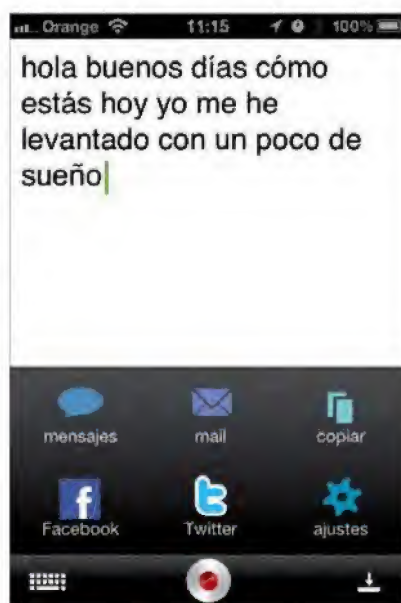 Orange 11:15 100%
hola buenos días cómo
estás hoy yo me he
levantado con un poco de
sueño
mensajes mail copiar
Facebook Twitter ajustes